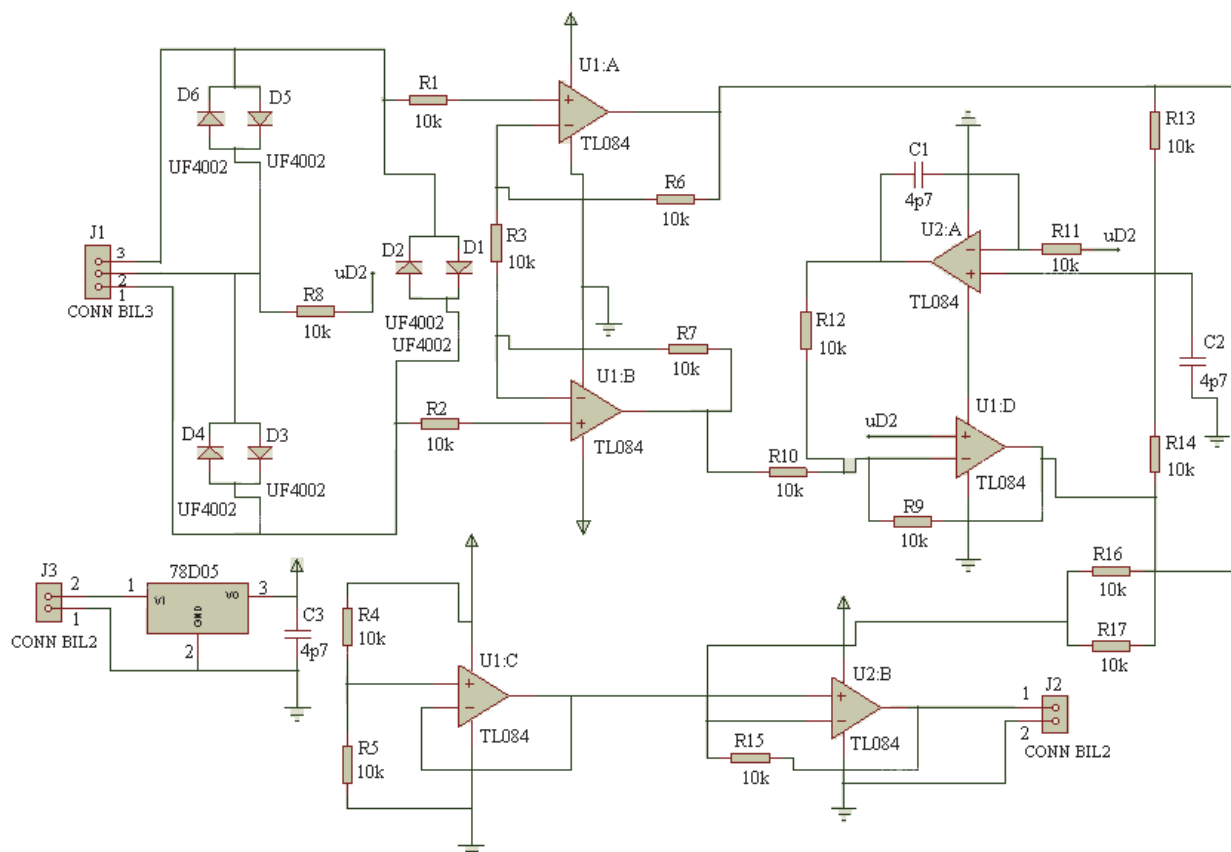 U1:A
TL084
R1
10k
D6
D5
UF4002
UF4002
R13
10k
C1
4p7
R6
10k
R3
10k
J1
3
2
1
CONN BIL3
D2
D1
UF4002
UF4002
uD2
R8
10k
U2:A
TL084
R11
10k
uD2
R12
10k
C2
4p7
R7
10k
U1:B
TL084
R2
10k
D4
D3
UF4002
UF4002
R10
10k
uD2
U1:D
TL084
R14
10k
R9
10k
J3
2
1
CONN BIL2
78D05
1
VI
VO
3
GND
2
C3
4p7
R4
10k
U1:C
TL084
R5
10k
R16
10k
R17
10k
U2:B
TL084
R15
10k
J2
1
2
CONN BIL2